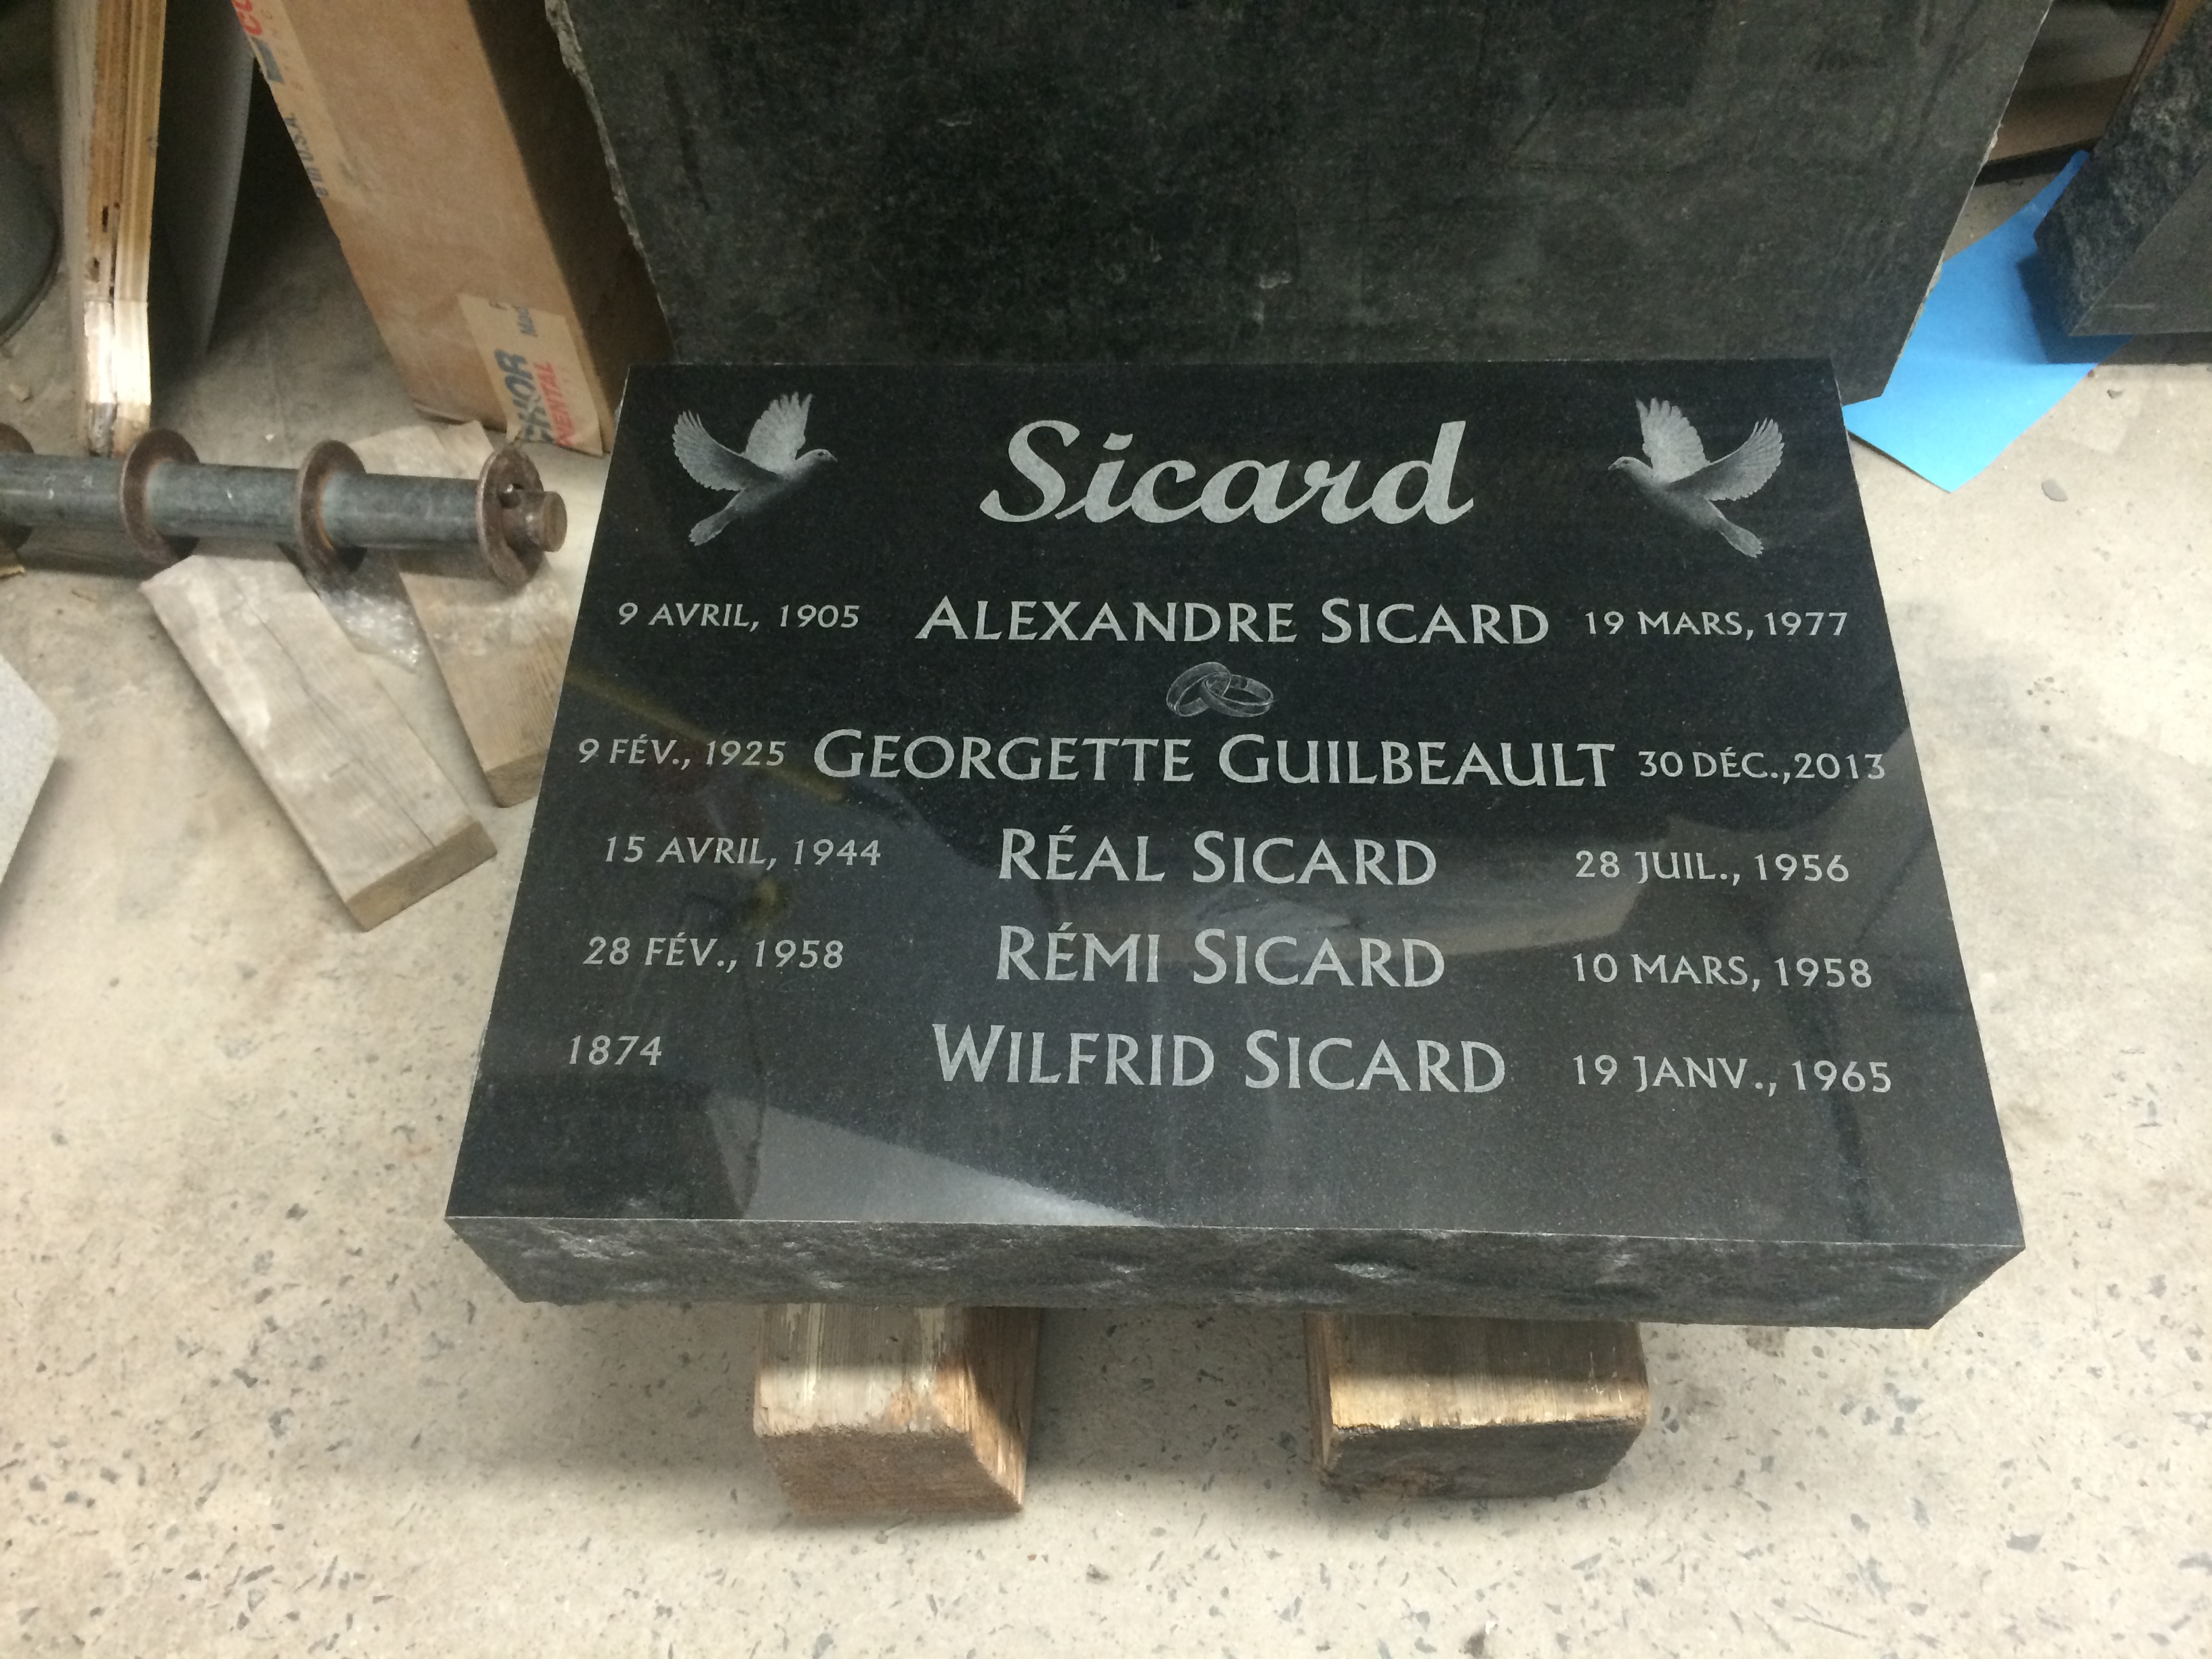 Sicard
9 AVRIL, 1905 ALEXANDRE SICARD 19 MARS, 1977
9 FÉV., 1925 GEORGETTE GUILBEAULT 30 DÉC., 2013
15 AVRIL, 1944 RÉAL SICARD 28 JUIL., 1956
28 FÉV., 1958 RÉMI SICARD 10 MARS, 1958
1874 WILFRID SICARD 19 JANV., 1965